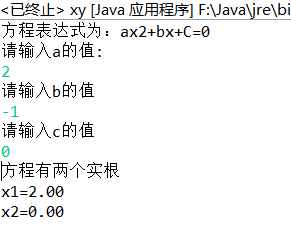 <已终止> xy [Java 应用程序] F:\Java\jre\bi
方程表达式为：ax2+bx+C=0
请输入a的值:
2
请输入b的值
-1
请输入c的值
0
方程有两个实根
x1=2.00
x2=0.00